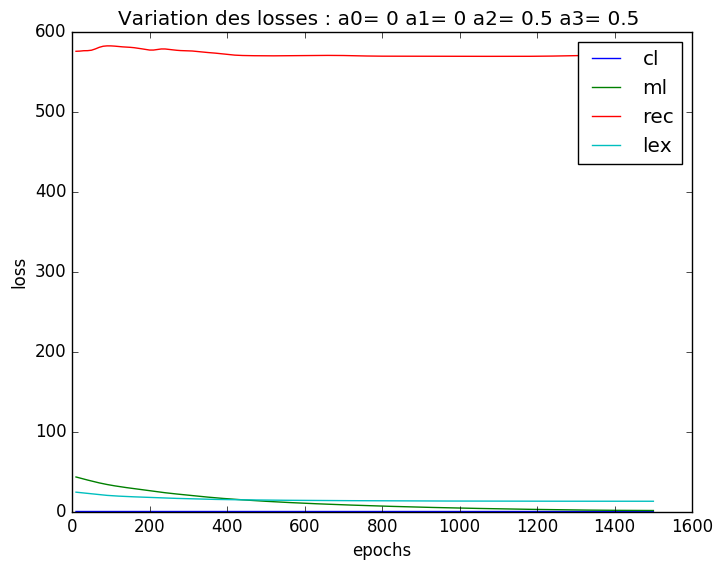 Variation des losses : a0= 0 a1= 0 a2= 0.5 a3= 0.5
600
500
400
300
200
100
0
loss
cl
ml
rec
lex
0 200 400 600 800 1000 1200 1400 1600
epochs